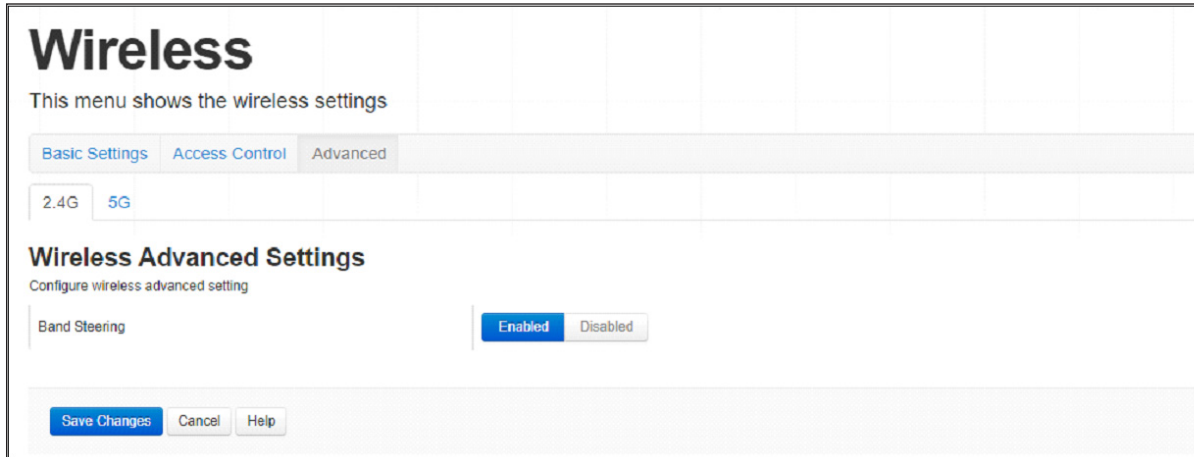 Wireless
This menu shows the wireless settings
Basic Settings Access Control Advanced
2.4G 5G
Wireless Advanced Settings
Configure wireless advanced setting
Band Steering Enabled Disabled
Save Changes Cancel Help